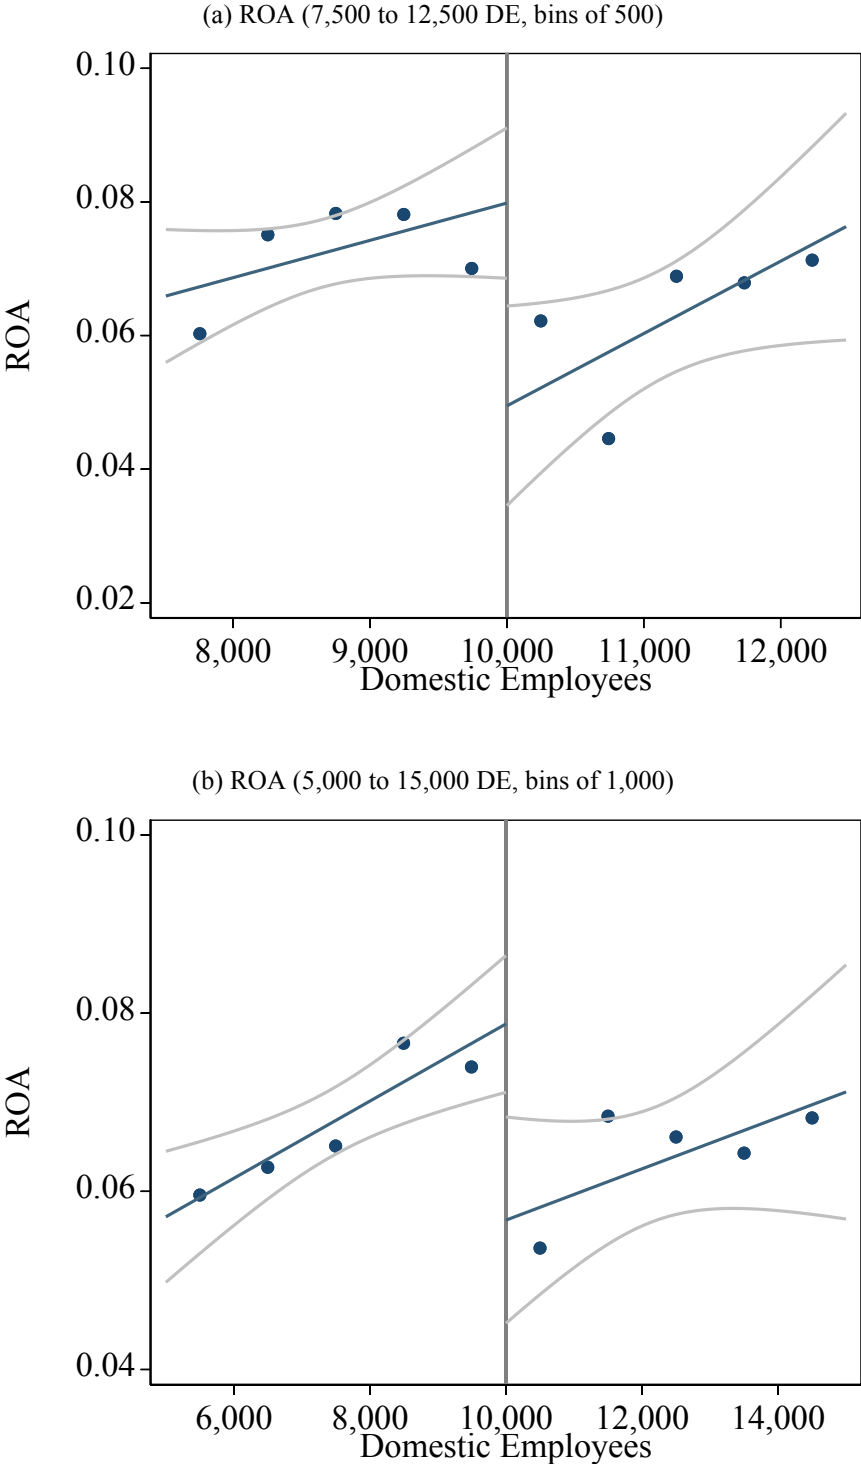 (a) ROA (7,500 to 12,500 DE, bins of 500)
0.10
0.08
0.06
0.04
0.02
ROA
8,000 9,000 10,000 11,000 12,000
Domestic Employees
(b) ROA (5,000 to 15,000 DE, bins of 1,000)
0.10
0.08
0.06
0.04
ROA
6,000 8,000 10,000 12,000 14,000
Domestic Employees